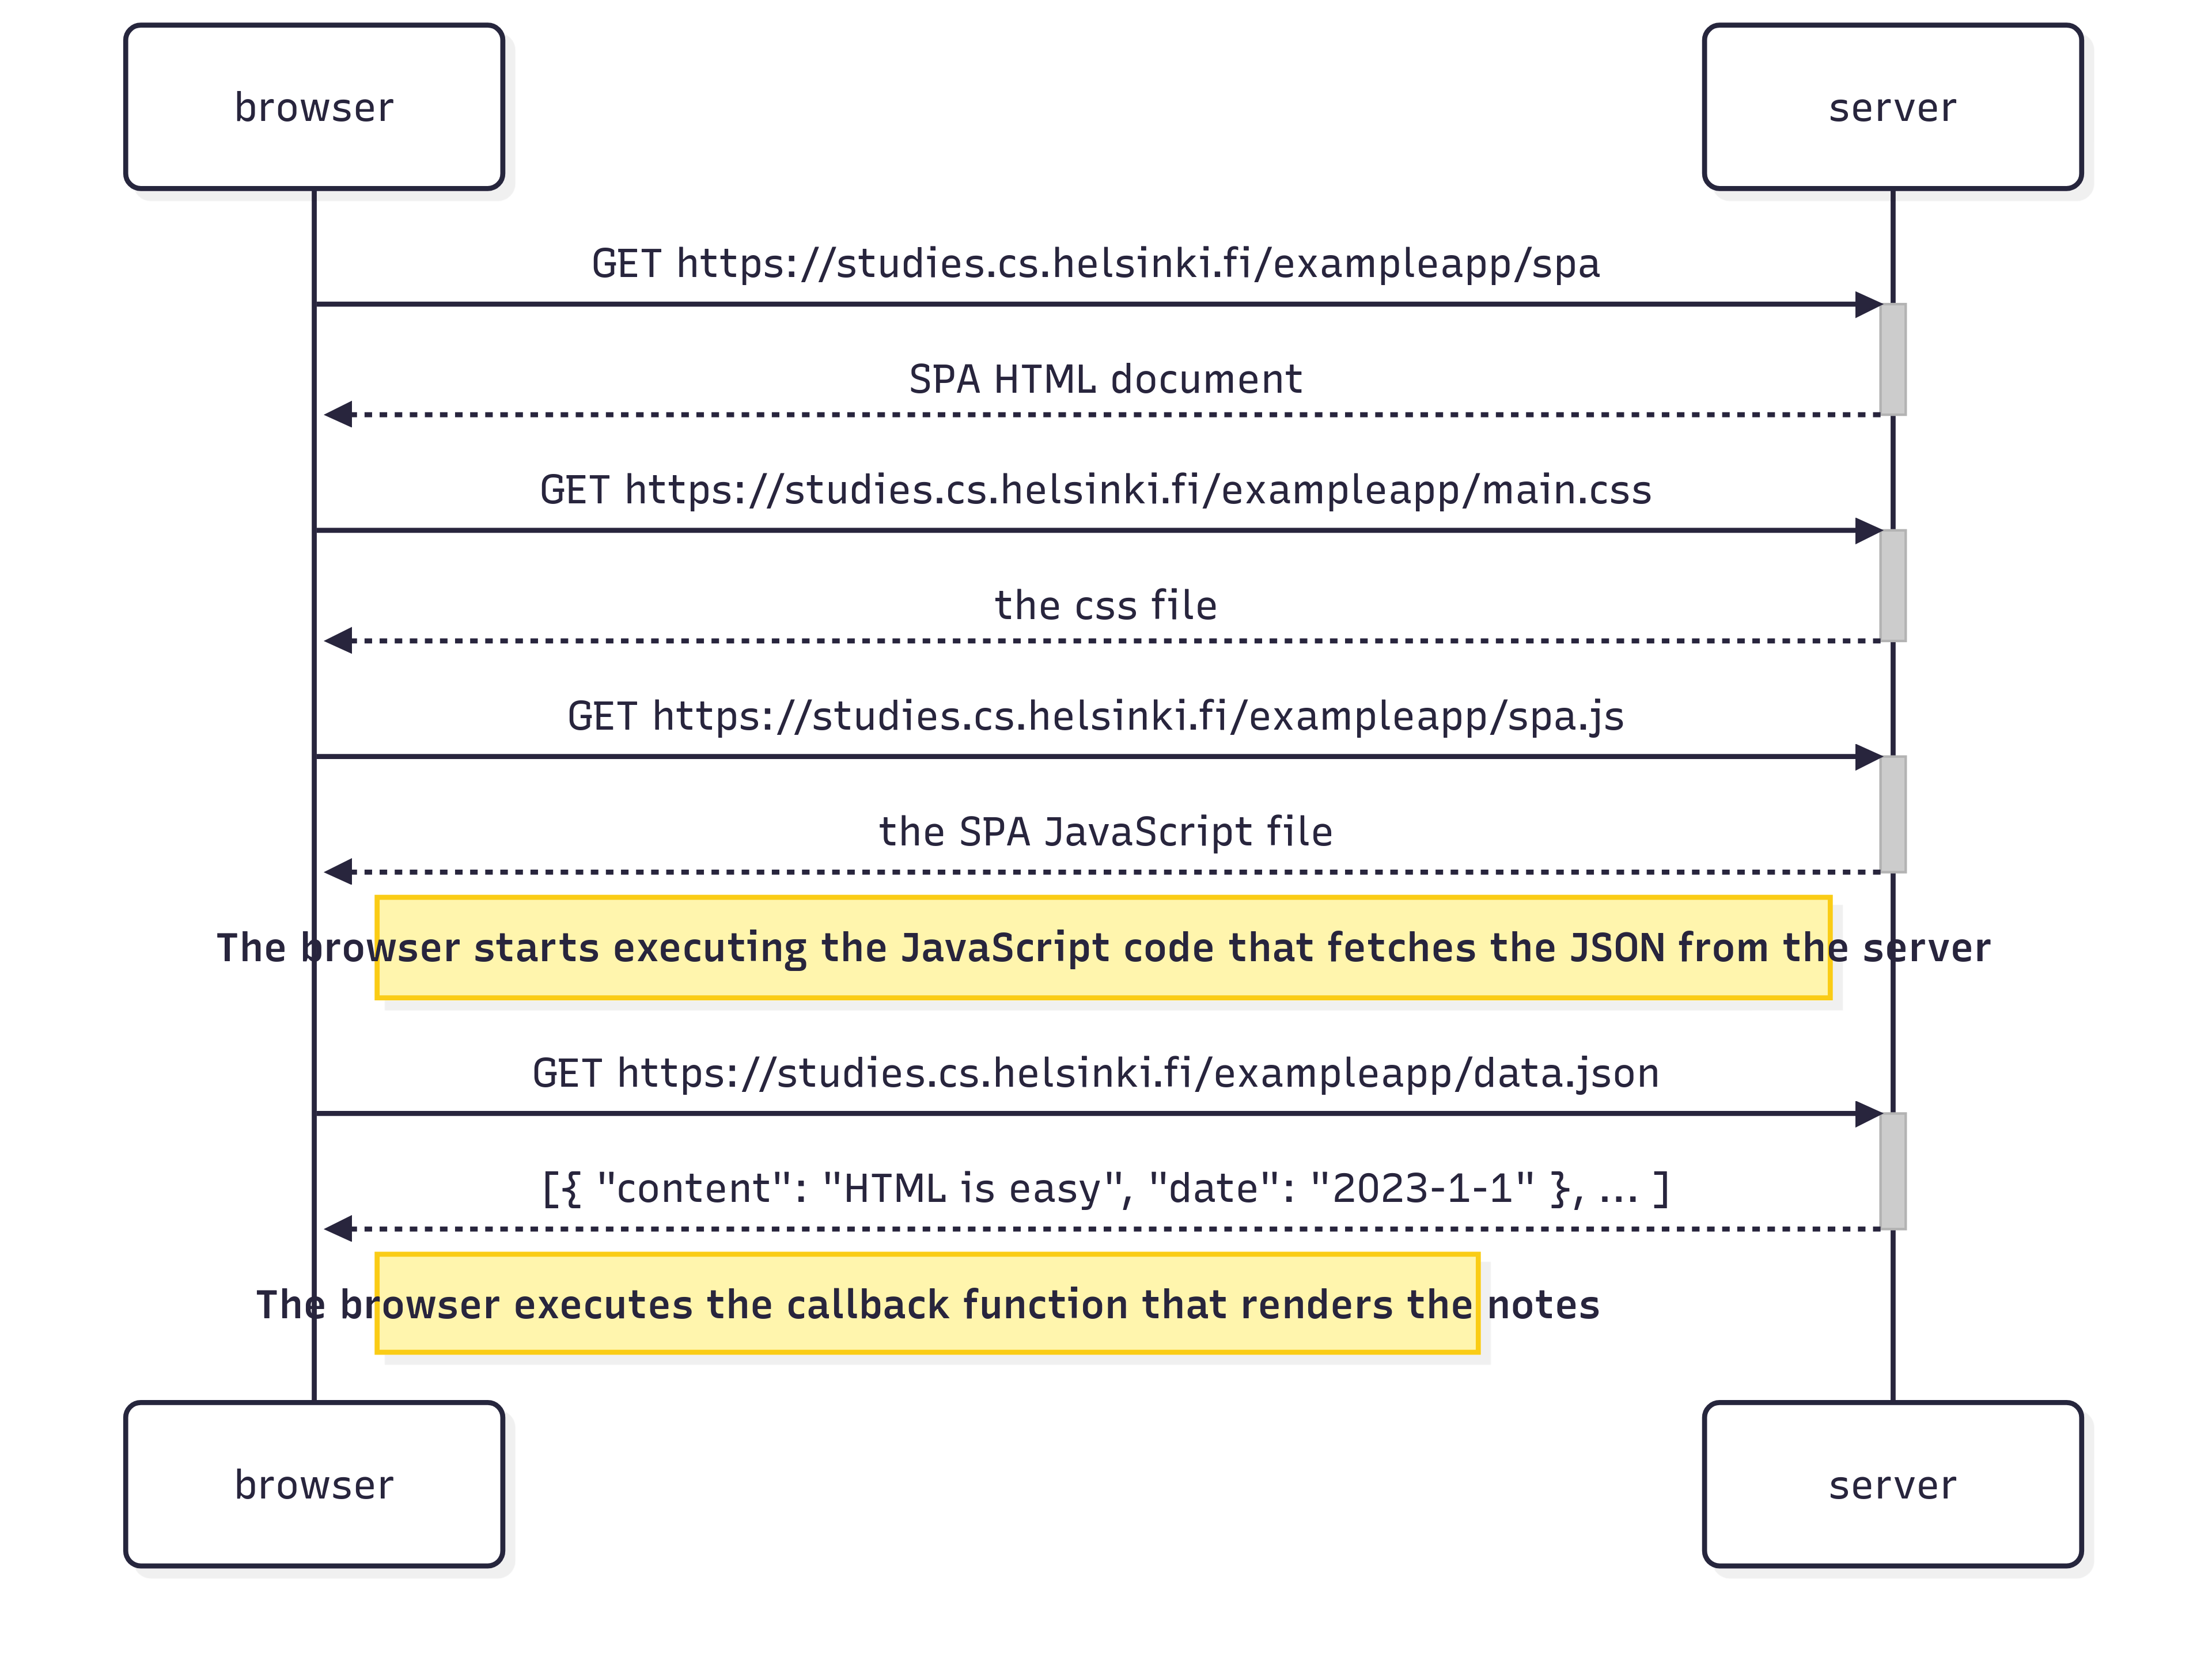 browser
server
GET https://studies.cs.helsinki.fi/exampleapp/spa
SPA HTML document
GET https://studies.cs.helsinki.fi/exampleapp/main.css
the css file
GET https://studies.cs.helsinki.fi/exampleapp/spa.js
the SPA JavaScript file
The browser starts executing the JavaScript code that fetches the JSON from the server
GET https://studies.cs.helsinki.fi/exampleapp/data.json
[{ "content": "HTML is easy", "date": "2023-1-1" }, ... ]
The browser executes the callback function that renders the notes
browser
server